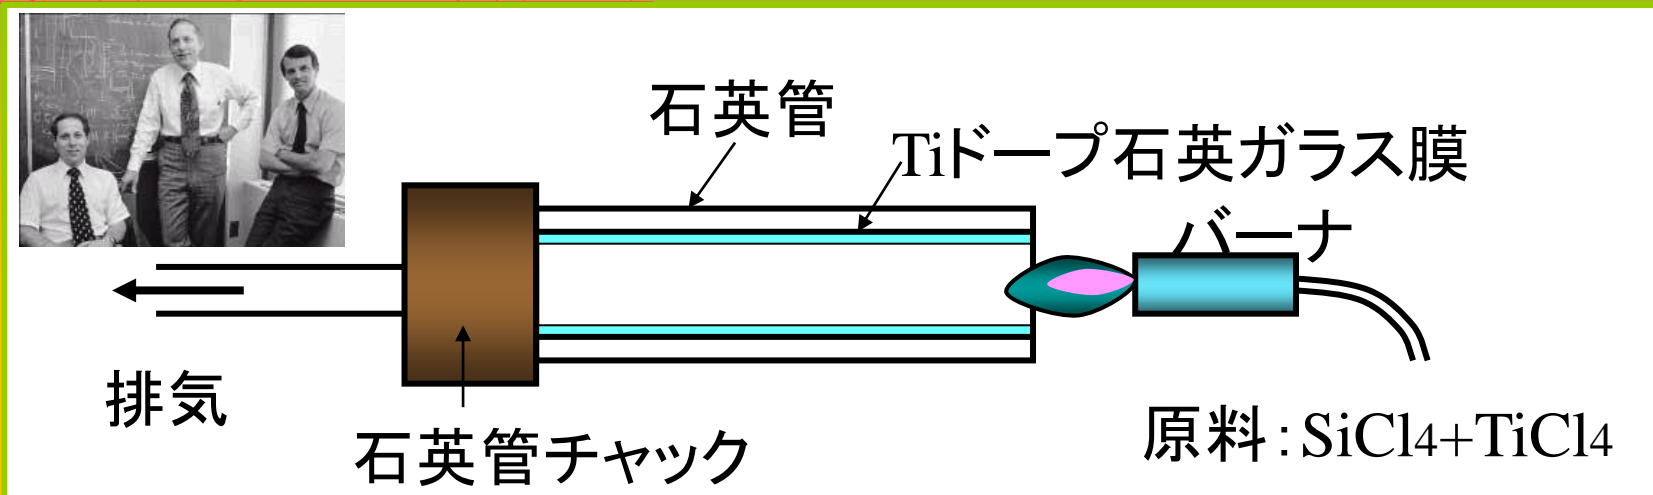 石英管
Tiドープ石英ガラス膜
バーナ
排気
石英管チャック
原料：SiCl4+TiCl4